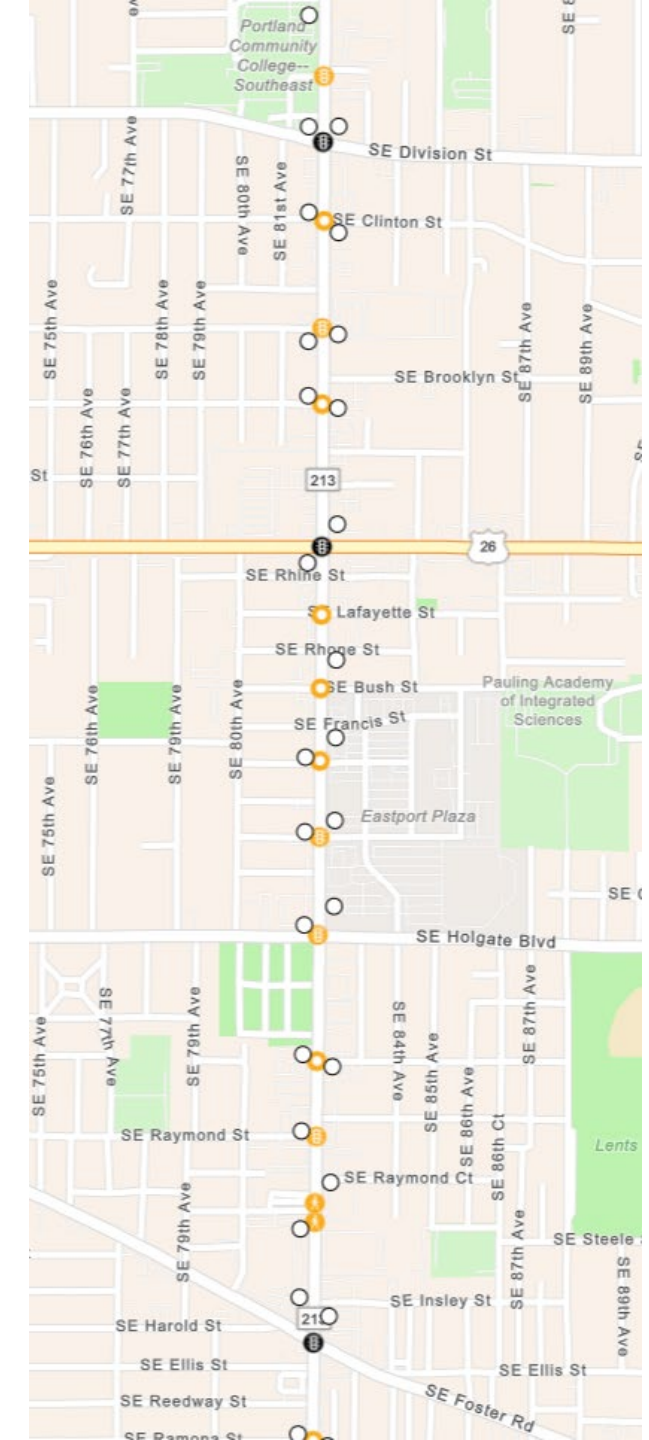 SE 8
Portland
Community
College--
Southeast
SE Division St
SE 77th Ave
SE 80th Ave
SE 81st Ave
SE Clinton St
SE 75th Ave
SE 78th Ave
SE 79th Ave
SE 87th Ave
SE 89th Ave
SE Brooklyn St
SE 76th Ave
SE 77th Ave
St
213
26
SE Rhine St
SE Lafayette St
SE Rhone St
SE Bush St
Pauling Academy
of Integrated
Sciences
SE Francis St
SE 76th Ave
SE 79th Ave
SE 80th Ave
SE 75th Ave
Eastport Plaza
SE
SE Holgate Blvd
SE 75th Ave
SE 77th Ave
SE 79th Ave
SE 84th Ave
SE 85th Ave
SE 86th Ave
SE 87th Ave
SE 86th Ct
SE Raymond St
Lents
SE Raymond Ct
SE 79th Ave
SE 87th Ave
SE Steele
SE 89th Ave
SE Insley St
SE Harold St
SE Ellis St
SE Ellis St
SE Reedway St
SE Foster Rd
SE Ramona St